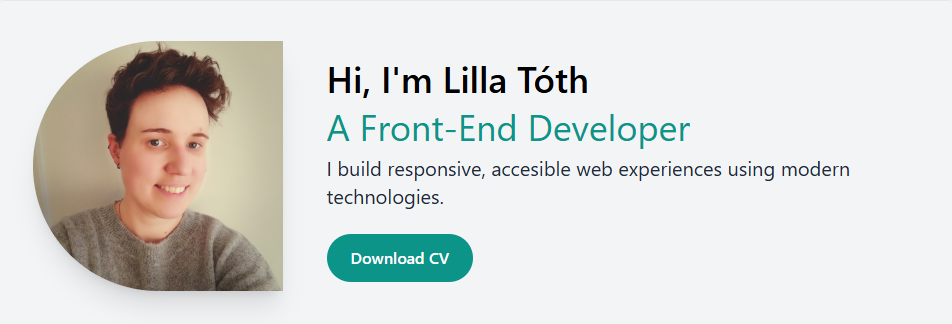 Hi, I'm Lilla Tóth
A Front-End Developer
I build responsive, accesible web experiences using modern
technologies.
Download CV